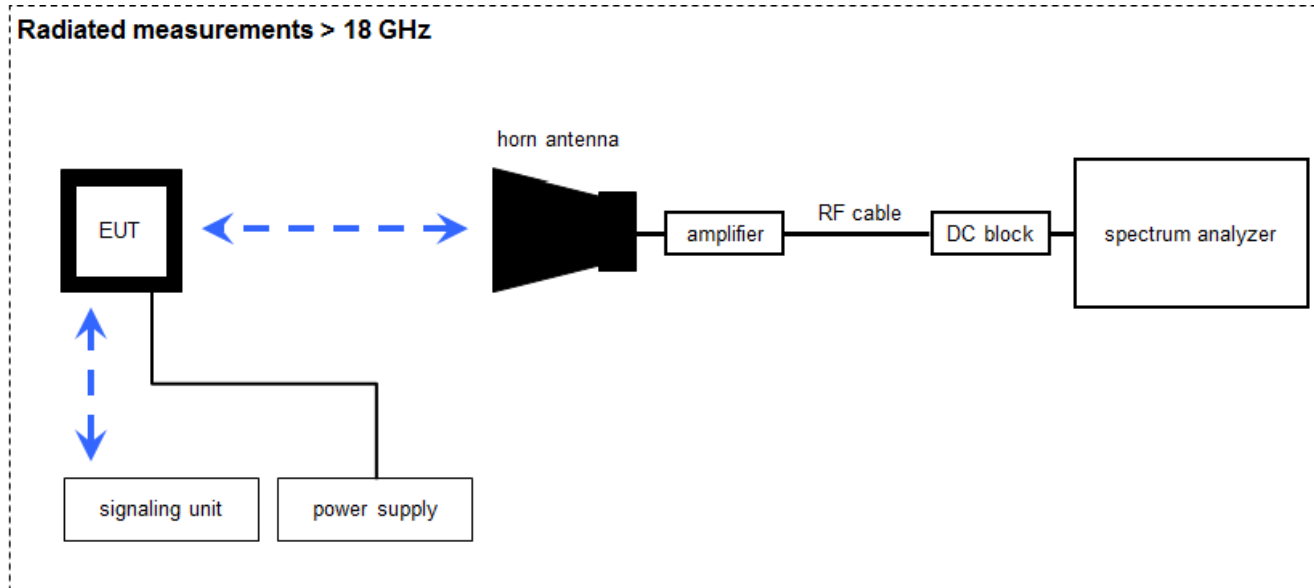 Radiated measurements > 18 GHz
horn antenna
EUT
amplifier
RF cable
DC block
spectrum analyzer
signaling unit
power supply